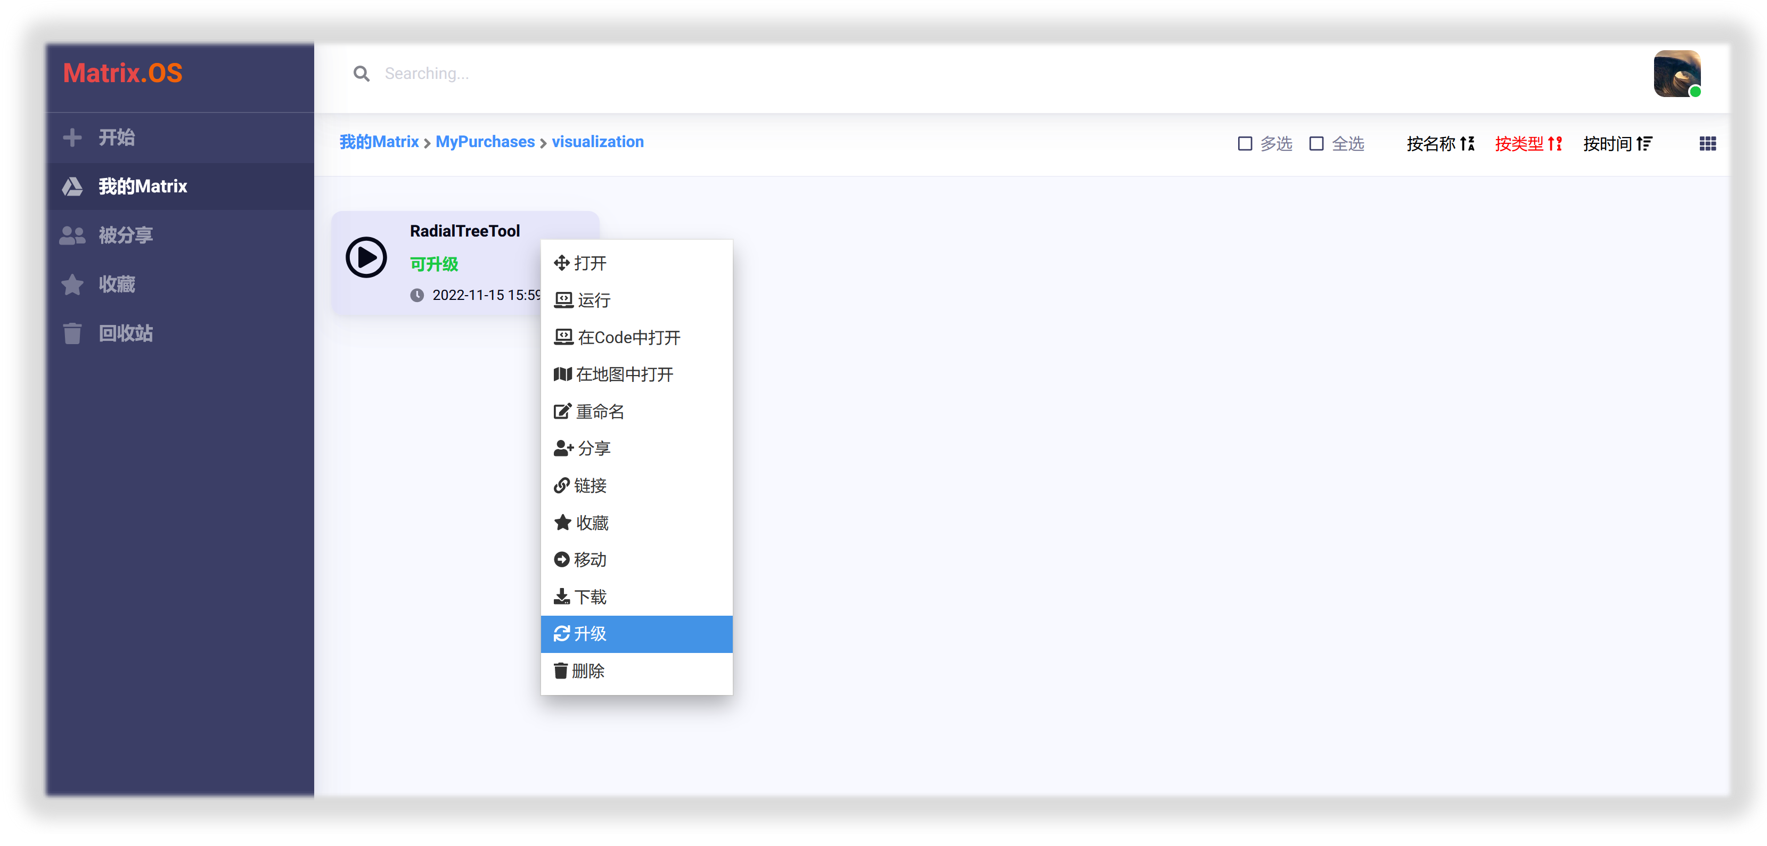 Matrix.OS
Searching...
开始
我的Matrix
被分享
收藏
回收站
我的Matrix > MyPurchases > visualization
多选 全选 按名称 按类型 按时间
RadialTreeTool
可升级
2022-11-15 15:59
打开
运行
在Code中打开
在地图中打开
重命名
分享
链接
收藏
移动
下载
升级
删除